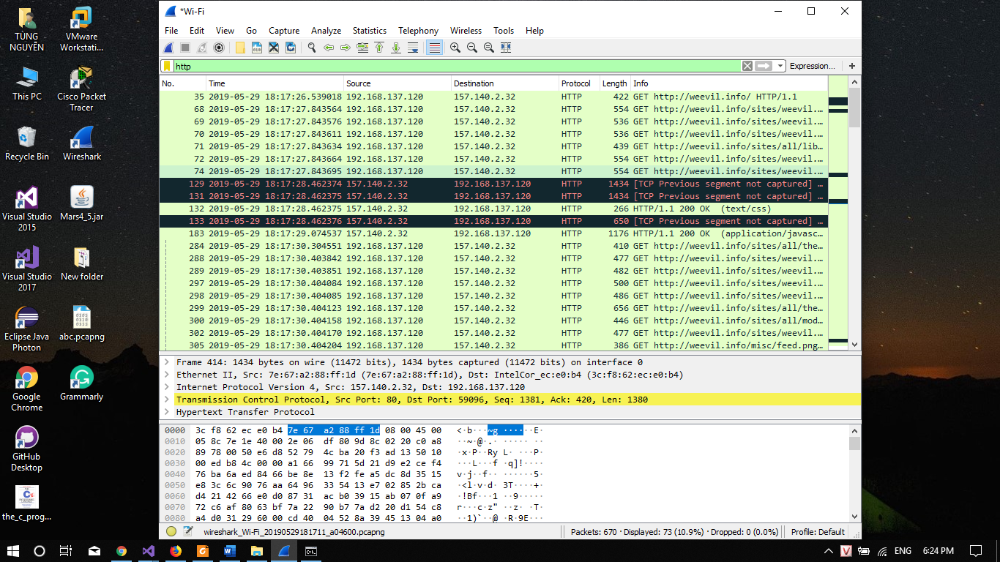 TÙNG NGUYỄN
VMware Workstati...
This PC
Cisco Packet Tracer
Recycle Bin
Wireshark
Visual Studio 2015
Mars4_5.jar
Visual Studio 2017
New folder
Eclipse Java Photon
abc.pcapng
Google Chrome
Grammarly
GitHub Desktop
the_c_prog...
*Wi-Fi
File Edit View Go Capture Analyze Statistics Telephony Wireless Tools Help
http Expression... +
No. Time Source Destination Protocol Length Info
35 2019-05-29 18:17:26.539018 192.168.137.120 157.140.2.32 HTTP 422 GET http://weevil.info/ HTTP/1.1
68 2019-05-29 18:17:27.843564 192.168.137.120 157.140.2.32 HTTP 554 GET http://weevil.info/sites/weevil.…
69 2019-05-29 18:17:27.843576 192.168.137.120 157.140.2.32 HTTP 536 GET http://weevil.info/sites/weevil.…
70 2019-05-29 18:17:27.843611 192.168.137.120 157.140.2.32 HTTP 536 GET http://weevil.info/sites/weevil.…
71 2019-05-29 18:17:27.843634 192.168.137.120 157.140.2.32 HTTP 439 GET http://weevil.info/sites/all/lib…
72 2019-05-29 18:17:27.843664 192.168.137.120 157.140.2.32 HTTP 554 GET http://weevil.info/sites/weevil.…
74 2019-05-29 18:17:27.843695 192.168.137.120 157.140.2.32 HTTP 554 GET http://weevil.info/sites/weevil.…
129 2019-05-29 18:17:28.462374 157.140.2.32 192.168.137.120 HTTP 1434 [TCP Previous segment not captured] …
131 2019-05-29 18:17:28.462375 157.140.2.32 192.168.137.120 HTTP 1434 [TCP Previous segment not captured] …
132 2019-05-29 18:17:28.462375 157.140.2.32 192.168.137.120 HTTP 266 HTTP/1.1 200 OK (text/css)
133 2019-05-29 18:17:28.462376 157.140.2.32 192.168.137.120 HTTP 650 [TCP Previous segment not captured] …
183 2019-05-29 18:17:29.074537 157.140.2.32 192.168.137.120 HTTP 1176 HTTP/1.1 200 OK (application/javasc…
284 2019-05-29 18:17:30.304551 192.168.137.120 157.140.2.32 HTTP 410 GET http://weevil.info/sites/all/the…
288 2019-05-29 18:17:30.403842 192.168.137.120 157.140.2.32 HTTP 477 GET http://weevil.info/sites/weevil.…
289 2019-05-29 18:17:30.403851 192.168.137.120 157.140.2.32 HTTP 482 GET http://weevil.info/sites/weevil.…
297 2019-05-29 18:17:30.404084 192.168.137.120 157.140.2.32 HTTP 500 GET http://weevil.info/sites/weevil.…
298 2019-05-29 18:17:30.404085 192.168.137.120 157.140.2.32 HTTP 486 GET http://weevil.info/sites/weevil.…
299 2019-05-29 18:17:30.404123 192.168.137.120 157.140.2.32 HTTP 656 GET http://weevil.info/sites/all/the…
300 2019-05-29 18:17:30.404158 192.168.137.120 157.140.2.32 HTTP 446 GET http://weevil.info/sites/all/mod…
302 2019-05-29 18:17:30.404170 192.168.137.120 157.140.2.32 HTTP 477 GET http://weevil.info/sites/weevil.…
305 2019-05-29 18:17:30.404204 192.168.137.120 157.140.2.32 HTTP 386 GET http://weevil.info/misc/feed.png…
Frame 414: 1434 bytes on wire (11472 bits), 1434 bytes captured (11472 bits) on interface 0
Ethernet II, Src: 7e:67:a2:88:ff:1d (7e:67:a2:88:ff:1d), Dst: IntelCor_ec:e0:b4 (3c:f8:62:ec:e0:b4)
Internet Protocol Version 4, Src: 157.140.2.32, Dst: 192.168.137.120
Transmission Control Protocol, Src Port: 80, Dst Port: 59096, Seq: 1381, Ack: 420, Len: 1380
Hypertext Transfer Protocol
0000 3c f8 62 ec e0 b4 7e 67 a2 88 ff 1d 08 00 45 00 <·b···~g ······E·
0010 05 8c 7e 1e 40 00 2e 06 df 80 9d 8c 02 20 c0 a8 ··~·@·.· ····· ··
0020 89 78 00 50 e6 d8 52 79 4c ba 20 f3 ad 13 50 10 ·x·P··Ry L· ···P·
0030 00 ed b8 4c 00 00 a1 66 99 71 5d 21 d9 e2 ce f4 ···L···f ·q]!····
0040 76 ba 6a ed 84 66 be 8e 13 f2 fe a5 dc 8d 35 15 v·j··f·· ······5·
0050 e8 3c 6c 90 76 aa 64 96 33 54 13 e7 02 85 2b ca ·<l·v·d· 3T····+·
0060 d4 21 42 66 e0 d0 87 31 ac b0 39 15 ab 07 0f a9 ·!Bf···1 ··9·····
0070 72 c6 af 80 63 bf 7a 22 90 b7 7a d2 20 d1 54 c8 r···c·z" ··z· ·T·
0080 a4 d0 31 29 60 00 cd 40 04 52 8a 39 45 13 04 a0 ··1)`··@ ·R·9E···
wireshark_Wi-Fi_20190529181711_a04600.pcapng Packets: 670 · Displayed: 73 (10.9%) · Dropped: 0 (0.0%) Profile: Default
V ENG 6:24 PM